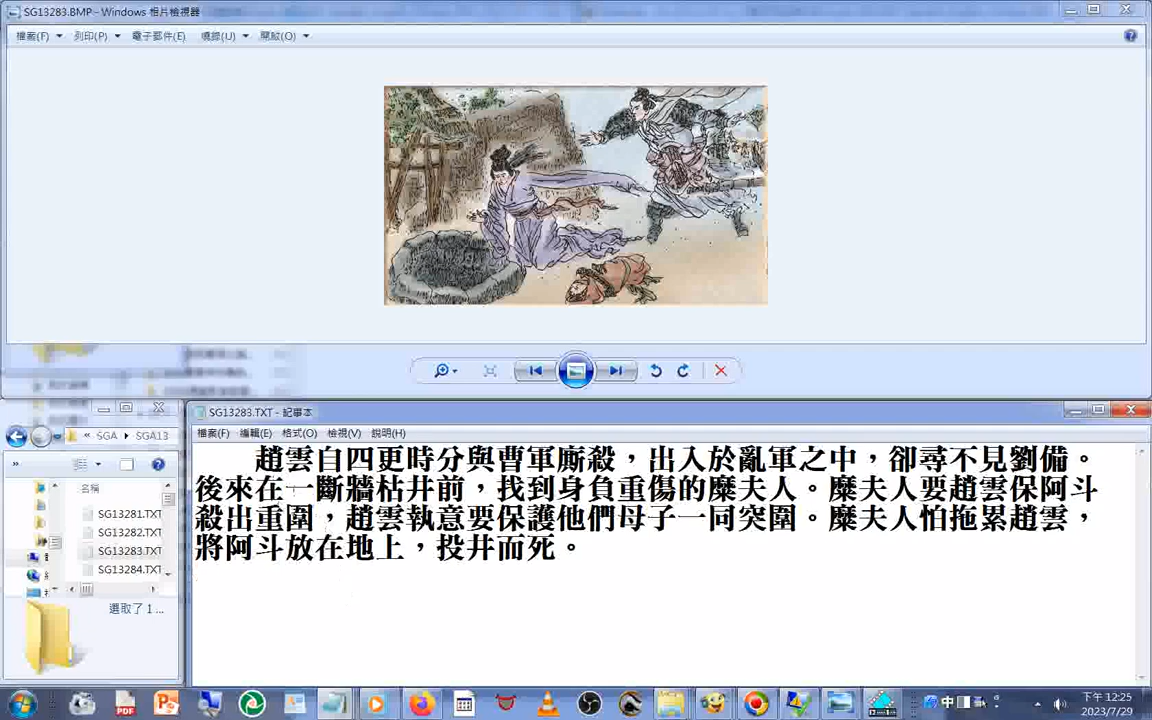 SG13283.BMP - Windows 相片檢視器
檔案(F) 列印(P) 電子郵件(E) 燒錄(U) 開啟(O)
SG13283.TXT - 記事本
檔案(F) 編輯(E) 格式(O) 檢視(V) 說明(H)
趙雲自四更時分與曹軍廝殺，出入於亂軍之中，卻尋不見劉備。
後來在一斷牆枯井前，找到身負重傷的糜夫人。糜夫人要趙雲保阿斗
殺出重圍，趙雲執意要保護他們母子一同突圍。糜夫人怕拖累趙雲，
將阿斗放在地上，投井而死。
« SGA ▸ SGA13
»
名稱
SG13281.TXT
SG13282.TXT
SG13283.TXT
SG13284.TXT
選取了 1 ...
PDF
中
下午 12:25
2023/7/29